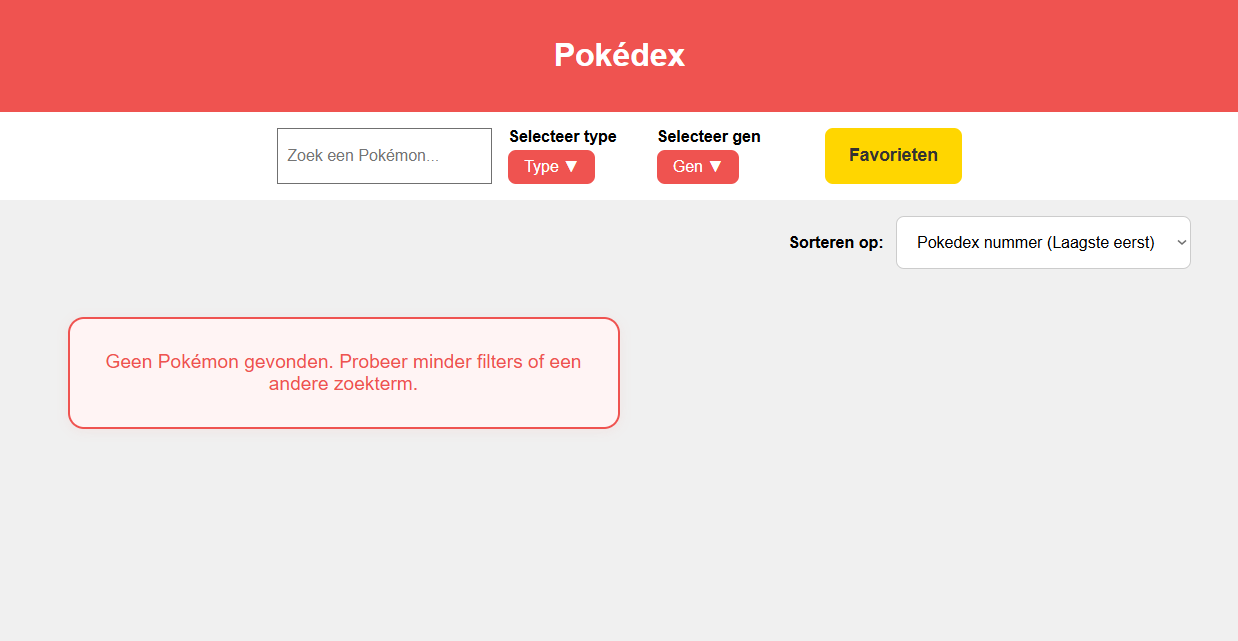 Pokédex
Zoek een Pokémon...
Selecteer type
Type ▼
Selecteer gen
Gen ▼
Favorieten
Sorteren op:
Pokedex nummer (Laagste eerst)
Geen Pokémon gevonden. Probeer minder filters of een
andere zoekterm.